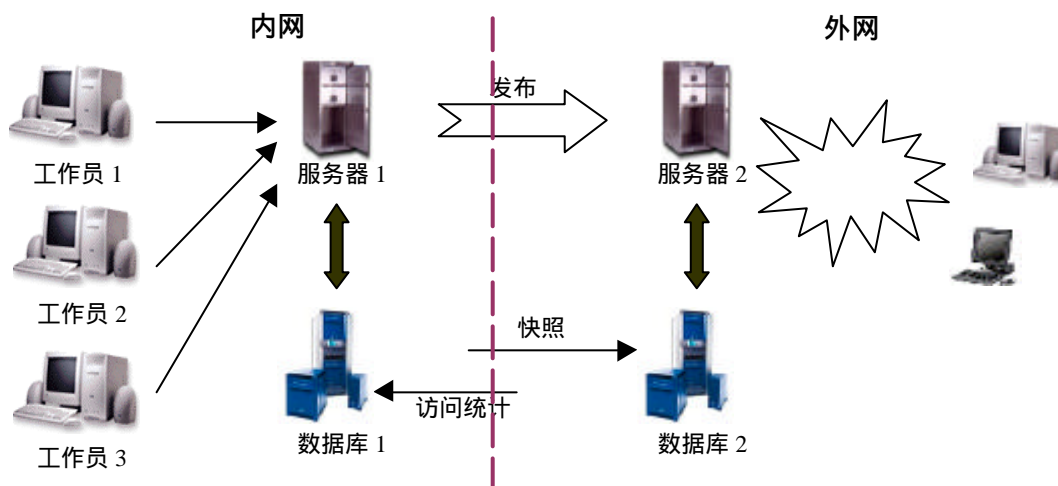 内网
外网
发布
工作员 1
服务器 1
服务器 2
工作员 2
快照
访问统计
工作员 3
数据库 1
数据库 2